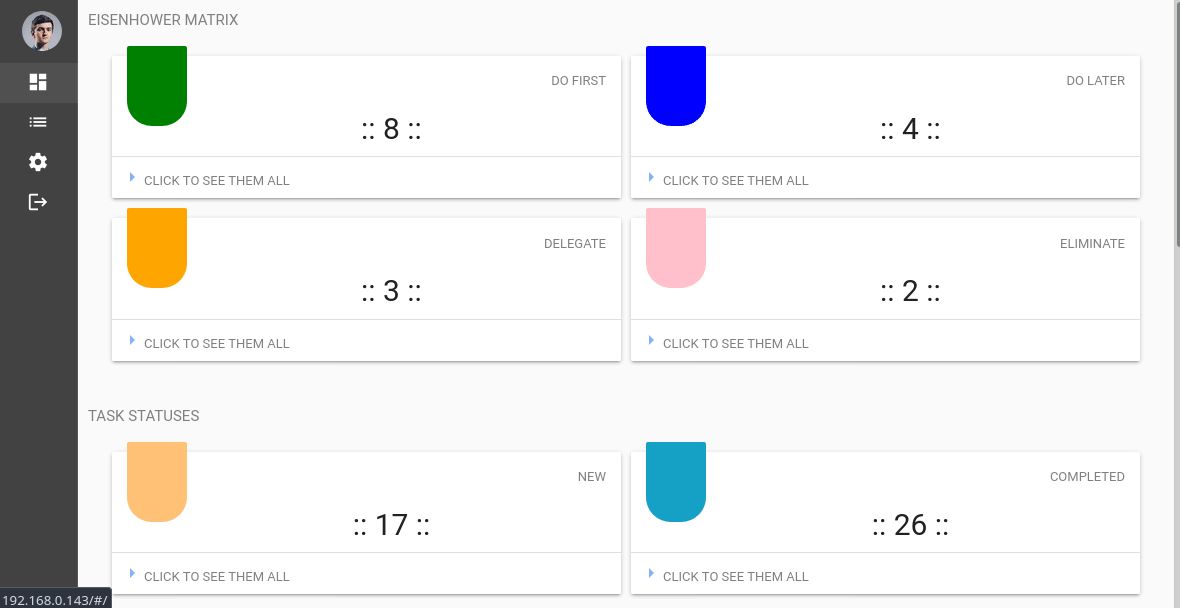 EISENHOWER MATRIX
DO FIRST
:: 8 ::
CLICK TO SEE THEM ALL
DO LATER
:: 4 ::
CLICK TO SEE THEM ALL
DELEGATE
:: 3 ::
CLICK TO SEE THEM ALL
ELIMINATE
:: 2 ::
CLICK TO SEE THEM ALL
TASK STATUSES
NEW
:: 17 ::
CLICK TO SEE THEM ALL
COMPLETED
:: 26 ::
CLICK TO SEE THEM ALL
192.168.0.143/#/